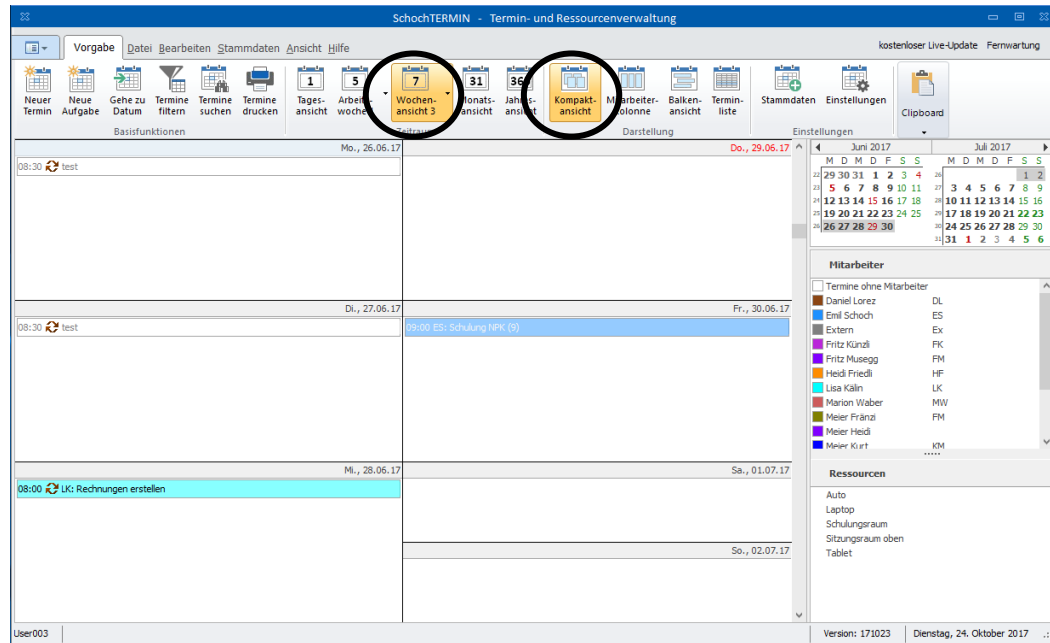 SchochTERMIN - Termin- und Ressourcenverwaltung
Vorgabe Datei Bearbeiten Stammdaten Ansicht Hilfe
kostenloser Live-Update Fernwartung
Neuer Termin
Neue Aufgabe
Gehe zu Datum
Termine filtern
Termine suchen
Termine drucken
1 Tages-ansicht
5
7 Wochen-ansicht 3
31 Monats-ansicht
Kompakt-ansicht
Balken-ansicht
Termin-liste
Stammdaten
Einstellungen
Clipboard
Basisfunktionen
Darstellung
Einstellungen
Mo., 26.06.17
08:30 test
Di., 27.06.17
08:30 test
Mi., 28.06.17
08:00 LK: Rechnungen erstellen
Do., 29.06.17
Fr., 30.06.17
09:00 ES: Schulung NPK (9)
Sa., 01.07.17
So., 02.07.17
Juni 2017
M D M D F S S
22 29 30 31 1 2 3 4
23 5 6 7 8 9 10 11
24 12 13 14 15 16 17 18
25 19 20 21 22 23 24 25
26 26 27 28 29 30
Juli 2017
M D M D F S S
26 1 2
27 3 4 5 6 7 8 9
28 10 11 12 13 14 15 16
29 17 18 19 20 21 22 23
30 24 25 26 27 28 29 30
31 31 1 2 3 4 5 6
Mitarbeiter
Termine ohne Mitarbeiter
Daniel Lorez DL
Emil Schoch ES
Extern Ex
Fritz Künzli FK
Fritz Musegg FM
Heidi Friedli HF
Lisa Kälin LK
Marion Waber MW
Meier Fränzi FM
Meier Heidi
Meier Kurt KM
Ressourcen
Auto
Laptop
Schulungsraum
Sitzungsraum oben
Tablet
User003
Version: 171023
Dienstag, 24. Oktober 2017